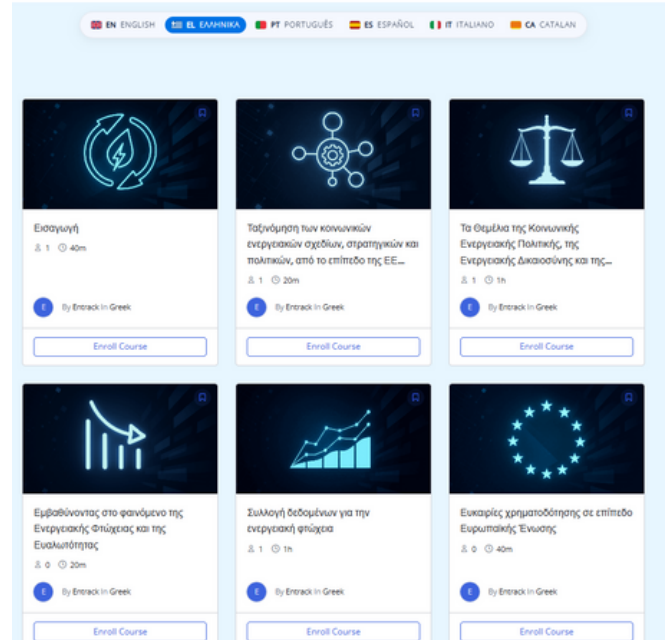 EN ENGLISH EL ΕΛΛΗΝΙΚΑ PT PORTUGUÊS ES ESPAÑOL IT ITALIANO CA CATALAN
Εισαγωγή
1 40m
E By Entrack In Greek
Enroll Course
Ταξινόμηση των κοινωνικών
ενεργειακών σχεδίων, στρατηγικών και
πολιτικών, από το επίπεδο της ΕΕ...
1 20m
E By Entrack In Greek
Enroll Course
Τα Θεμέλια της Κοινωνικής
Ενεργειακής Πολιτικής, της
Ενεργειακής Δικαιοσύνης και της...
1 1h
E By Entrack In Greek
Enroll Course
Εμβαθύνοντας στο φαινόμενο της
Ενεργειακής Φτώχειας και της
Ευαλωτότητας
0 20m
E By Entrack In Greek
Enroll Course
Συλλογή δεδομένων για την
ενεργειακή φτώχεια
1 1h
E By Entrack In Greek
Enroll Course
Ευκαιρίες χρηματοδότησης σε επίπεδο
Ευρωπαϊκής Ένωσης
0 40m
E By Entrack In Greek
Enroll Course